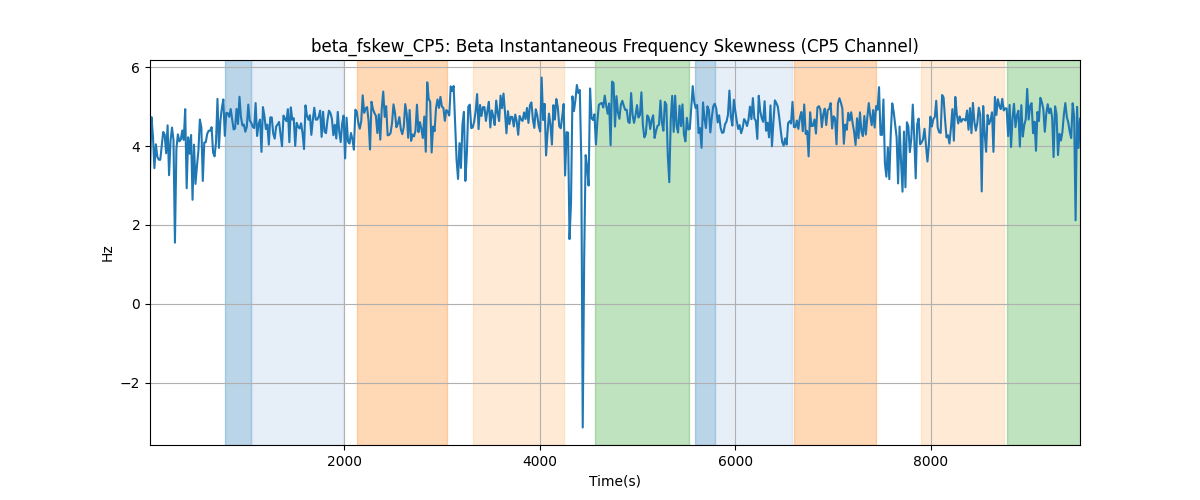 beta_fskew_CP5: Beta Instantaneous Frequency Skewness (CP5 Channel)
6
4
2
0
−2
Hz
2000 4000 6000 8000
Time(s)